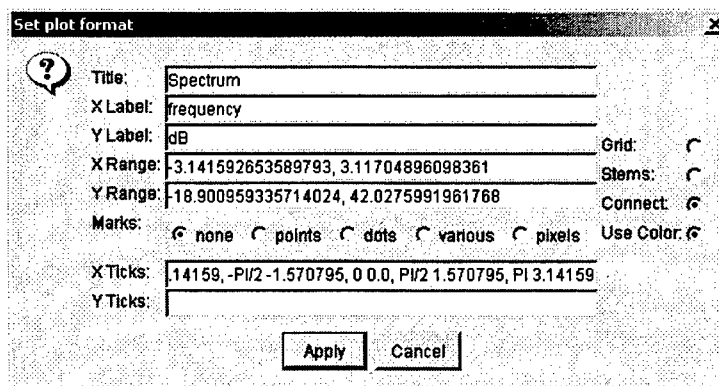 Set plot format
?
Title: Spectrum
X Label: frequency
Y Label: dB
X Range: -3.141592653589793, 3.11704896098361
Y Range: -18.900959335714024, 42.0275991961768
Marks: none points dots various pixels
Grid:
Stems:
Connect:
Use Color:
X Ticks: .14159, -PI/2 -1.570795, 0 0.0, PI/2 1.570795, PI 3.14159
Y Ticks:
Apply Cancel